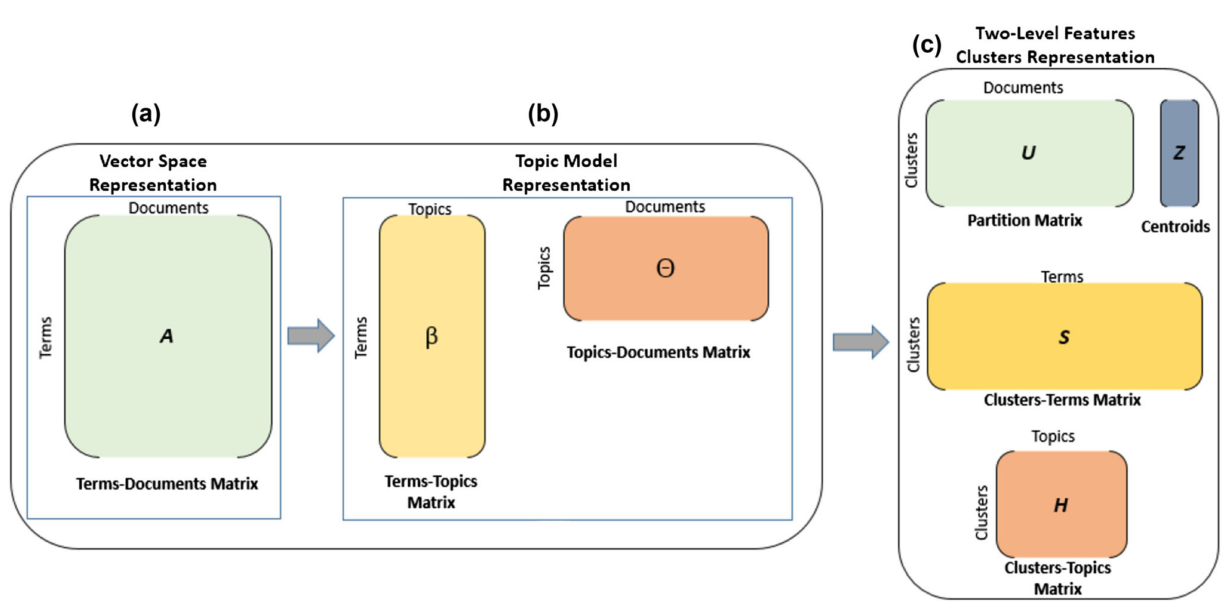 (a)
Vector Space
Representation
Documents
Terms
A
Terms-Documents Matrix
(b)
Topic Model
Representation
Topics
Terms
β
Terms-Topics
Matrix
Documents
Topics
Θ
Topics-Documents Matrix
(c)
Two-Level Features
Clusters Representation
Documents
Clusters
U
Partition Matrix
Z
Centroids
Terms
Clusters
S
Clusters-Terms Matrix
Topics
Clusters
H
Clusters-Topics
Matrix